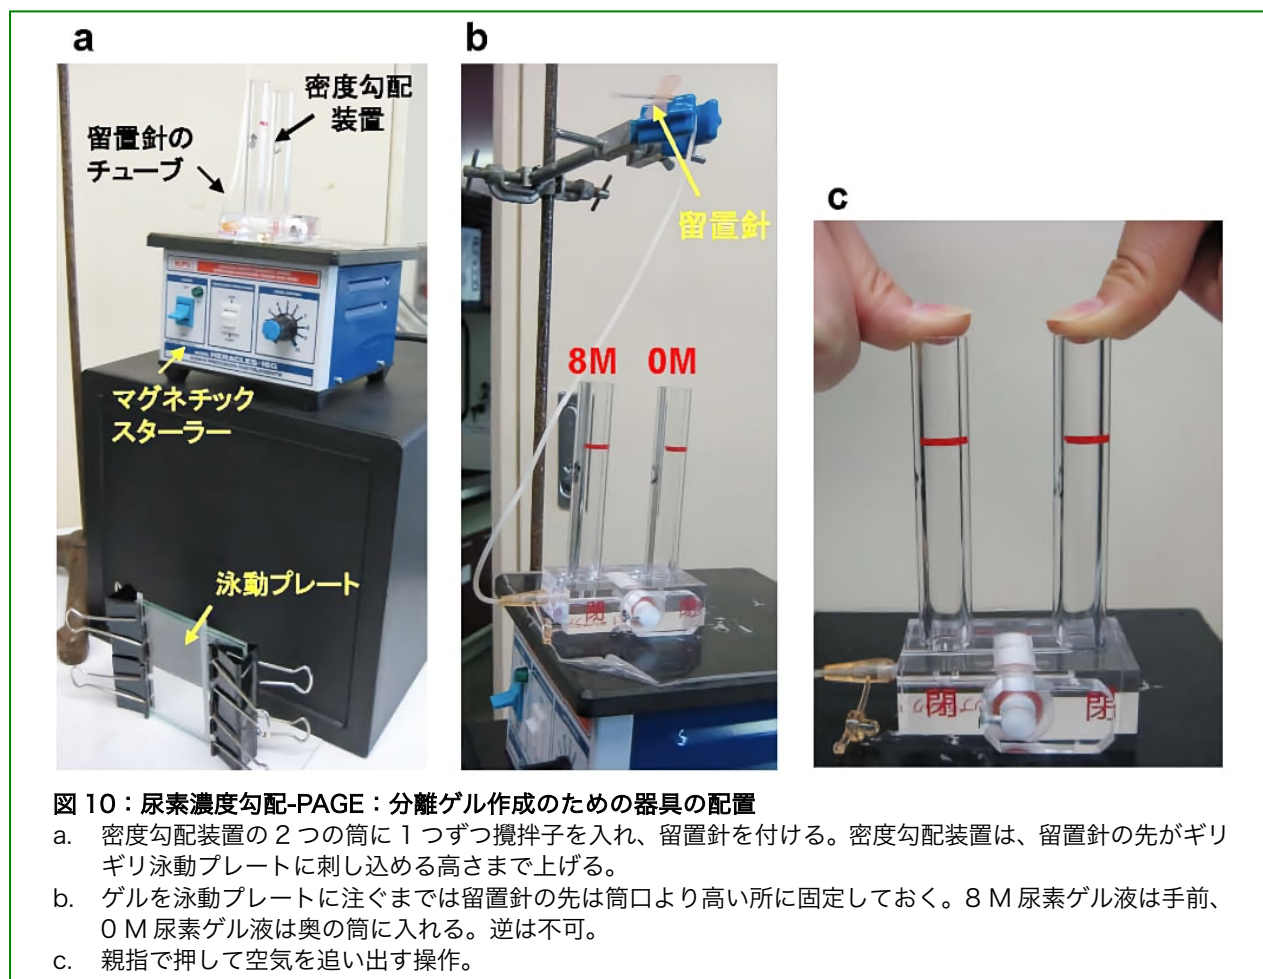 a
b
密度勾配
装置
留置針の
チューブ
留置針
c
8M 0M
マグネチック
スターラー
泳動プレート
HERACLES-16G
閉
閉
閉
閉
図 10：尿素濃度勾配-PAGE：分離ゲル作成のための器具の配置
a. 密度勾配装置の 2 つの筒に 1 つずつ攪拌子を入れ、留置針を付ける。密度勾配装置は、留置針の先がギリ
ギリ泳動プレートに刺し込める高さまで上げる。
b. ゲルを泳動プレートに注ぐまでは留置針の先は筒口より高い所に固定しておく。8 M 尿素ゲル液は手前、
0 M 尿素ゲル液は奥の筒に入れる。逆は不可。
c. 親指で押して空気を追い出す操作。